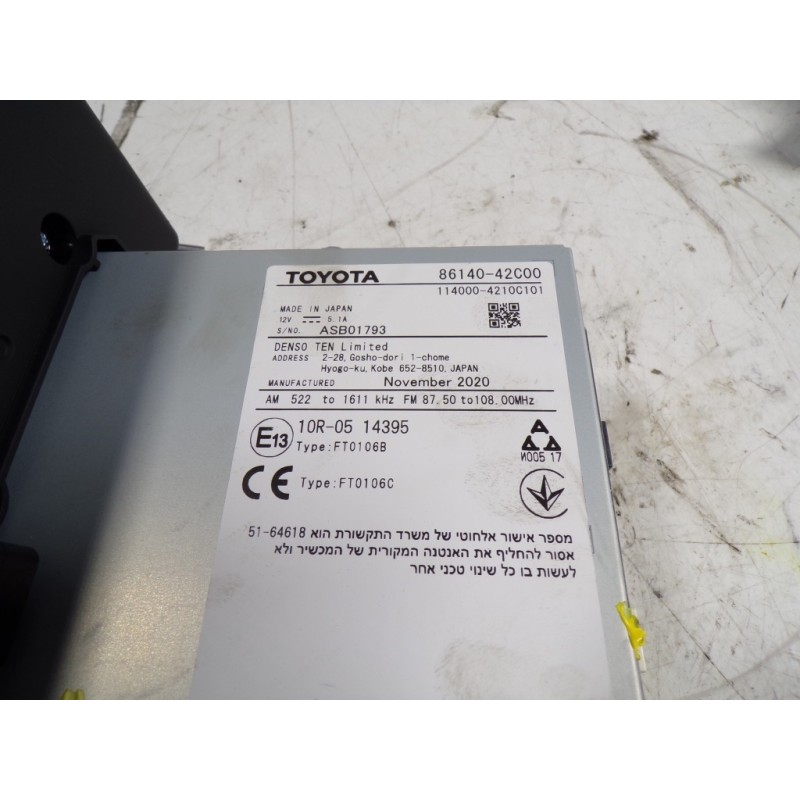 TOYOTA 86140-42C00
114000-4210C101
MADE IN JAPAN
12V 5.1A
S/NO. ASB01793
DENSO TEN Limited
ADDRESS 2-28, Gosho-dori 1-chome
Hyogo-ku, Kobe 652-8510, JAPAN
MANUFACTURED November 2020
AM 522 to 1611 kHz FM 87.50 to 108.00MHz
E13 10R-05 14395
Type:FT0106B
И005 17
CE Type:FT0106C
מספר אישור אלחוטי של משרד התקשורת הוא 51-64618
אסור להחליף את האנטנה המקורית של המכשיר ולא
לעשות בו כל שינוי טכני אחר